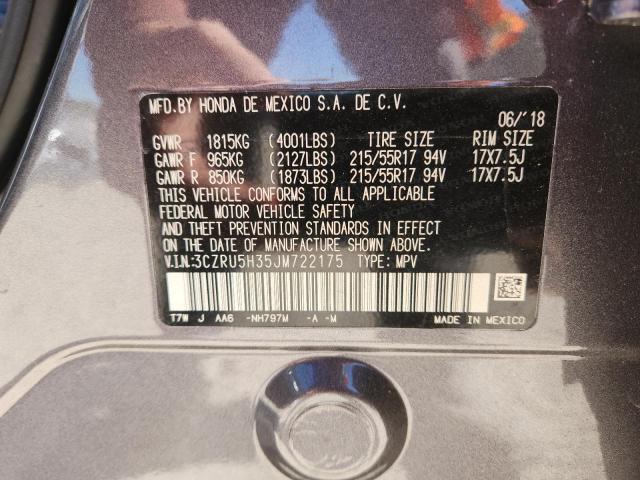 MFD.BY HONDA DE MEXICO S.A. DE C.V.
06/'18
GVWR 1815KG (4001LBS) TIRE SIZE RIM SIZE
GAWR F 965KG (2127LBS) 215/55R17 94V 17X7.5J
GAWR R 850KG (1873LBS) 215/55R17 94V 17X7.5J
THIS VEHICLE CONFORMS TO ALL APPLICABLE
FEDERAL MOTOR VEHICLE SAFETY
AND THEFT PREVENTION STANDARDS IN EFFECT
ON THE DATE OF MANUFACTURE SHOWN ABOVE.
V.I.N:3CZRU5H35JM722175 TYPE: MPV
T7W J AA6 -NH797M -A -M
MADE IN MEXICO